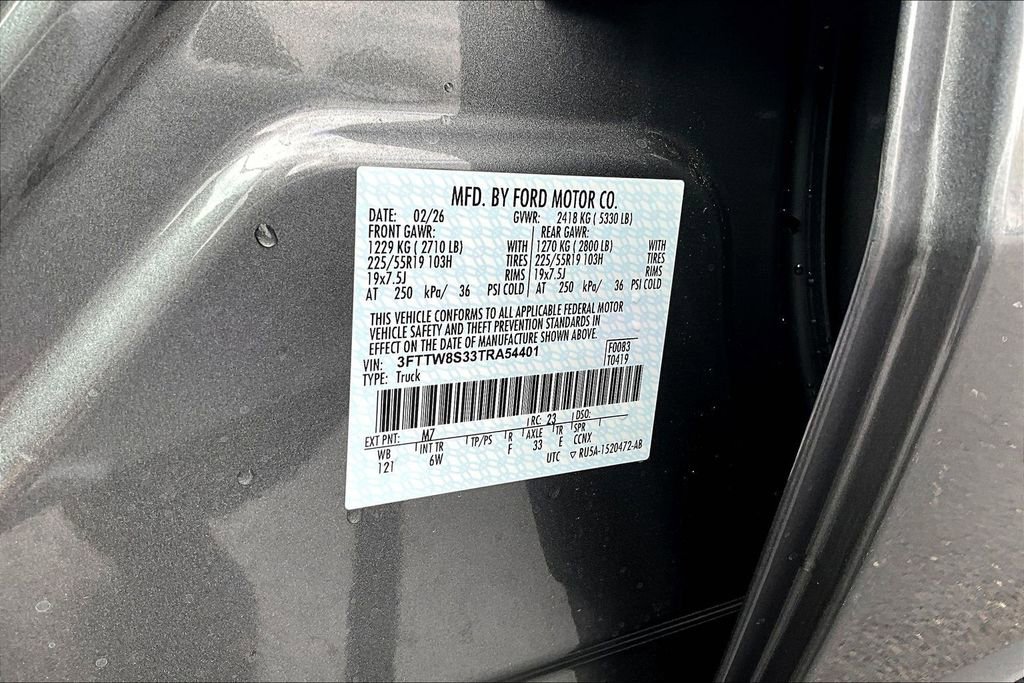 MFD. BY FORD MOTOR CO.
DATE: 02/26 GVWR: 2418 KG ( 5330 LB)
FRONT GAWR: REAR GAWR:
1229 KG ( 2710 LB) WITH 1270 KG ( 2800 LB) WITH
225/55R19 103H TIRES 225/55R19 103H TIRES
19x7.5J RIMS 19x7.5J RIMS
AT 250 kPa/ 36 PSI COLD AT 250 kPa/ 36 PSI COLD
THIS VEHICLE CONFORMS TO ALL APPLICABLE FEDERAL MOTOR
VEHICLE SAFETY AND THEFT PREVENTION STANDARDS IN
EFFECT ON THE DATE OF MANUFACTURE SHOWN ABOVE.
VIN: 3FTTW8S33TRA54401 F0083
TYPE: Truck T0419
EXT PNT: M7 RC: 23 DSO:
WB INT TR TP/PS R AXLE TR SPR
121 6W F 33 E CCNX
UTC ▽ RU5A-1520472-AB